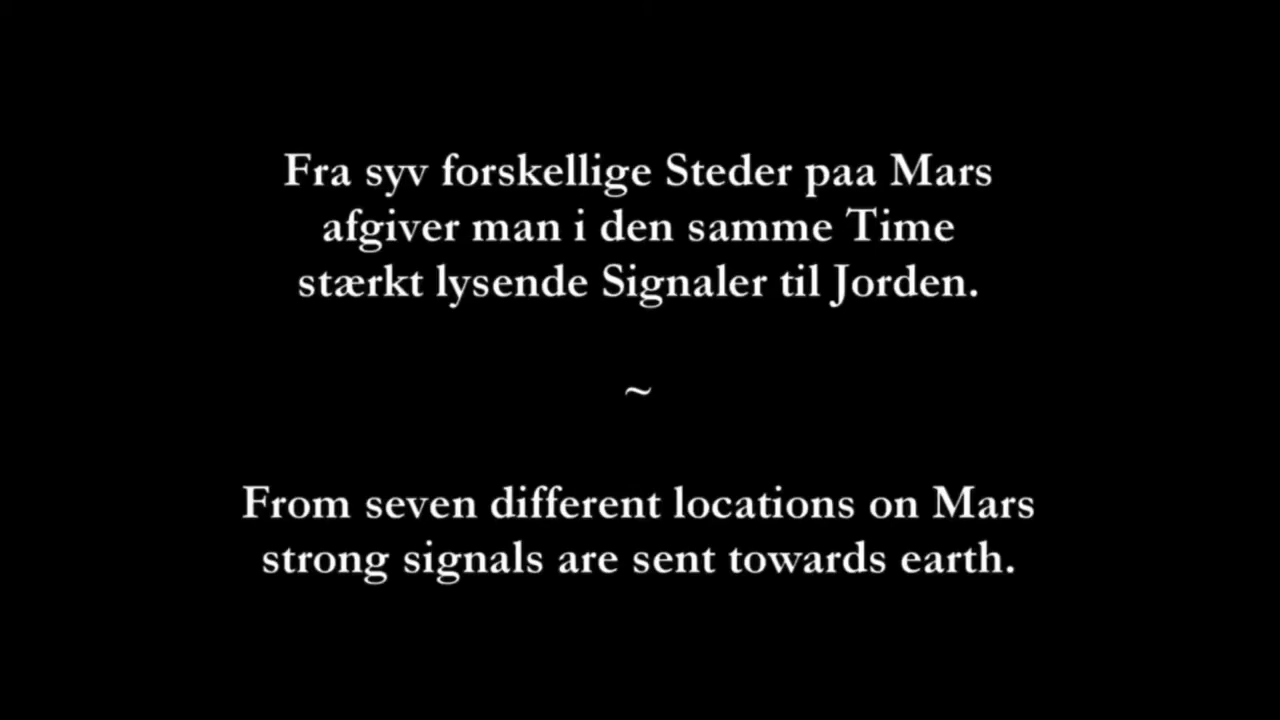 Fra syv forskellige Steder paa Mars
afgiver man i den samme Time
stærkt lysende Signaler til Jorden.
~
From seven different locations on Mars
strong signals are sent towards earth.